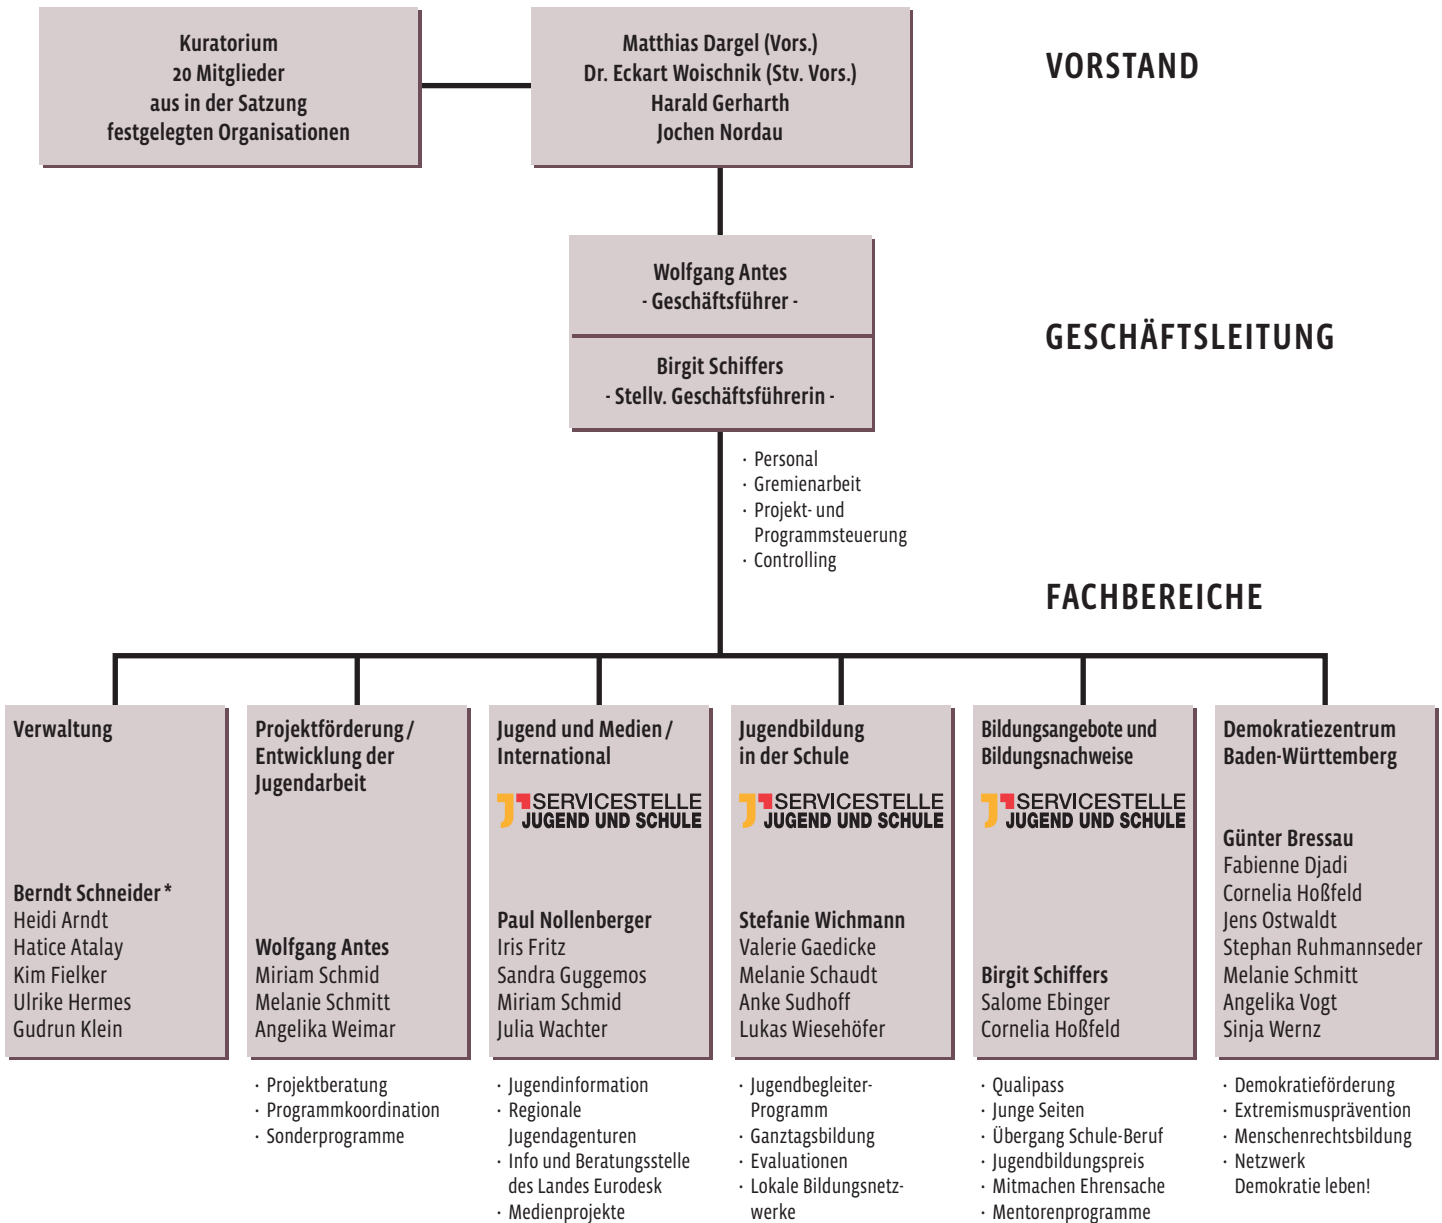 Kuratorium
20 Mitglieder
aus in der Satzung
festgelegten Organisationen
Matthias Dargel (Vors.)
Dr. Eckart Woischnik (Stv. Vors.)
Harald Gerharth
Jochen Nordau
VORSTAND
Wolfgang Antes
- Geschäftsführer -
Birgit Schiffers
- Stellv. Geschäftsführerin -
GESCHÄFTSLEITUNG
· Personal
· Gremienarbeit
· Projekt- und
Programmsteuerung
· Controlling
FACHBEREICHE
Verwaltung
Berndt Schneider *
Heidi Arndt
Hatice Atalay
Kim Fielker
Ulrike Hermes
Gudrun Klein
Projektförderung /
Entwicklung der
Jugendarbeit
Wolfgang Antes
Miriam Schmid
Melanie Schmitt
Angelika Weimar
· Projektberatung
· Programmkoordination
· Sonderprogramme
Jugend und Medien /
International
SERVICESTELLE
JUGEND UND SCHULE
Paul Nollenberger
Iris Fritz
Sandra Guggemos
Miriam Schmid
Julia Wachter
· Jugendinformation
· Regionale
Jugendagenturen
· Info und Beratungsstelle
des Landes Eurodesk
· Medienprojekte
Jugendbildung
in der Schule
SERVICESTELLE
JUGEND UND SCHULE
Stefanie Wichmann
Valerie Gaedicke
Melanie Schaudt
Anke Sudhoff
Lukas Wiesehöfer
· Jugendbegleiter-
Programm
· Ganztagsbildung
· Evaluationen
· Lokale Bildungsnetz-
werke
Bildungsangebote und
Bildungsnachweise
SERVICESTELLE
JUGEND UND SCHULE
Birgit Schiffers
Salome Ebinger
Cornelia Hoßfeld
· Qualipass
· Junge Seiten
· Übergang Schule-Beruf
· Jugendbildungspreis
· Mitmachen Ehrensache
· Mentorenprogramme
Demokratiezentrum
Baden-Württemberg
Günter Bressau
Fabienne Djadi
Cornelia Hoßfeld
Jens Ostwaldt
Stephan Ruhmannseder
Melanie Schmitt
Angelika Vogt
Sinja Wernz
· Demokratieförderung
· Extremismusprävention
· Menschenrechtsbildung
· Netzwerk
Demokratie leben!